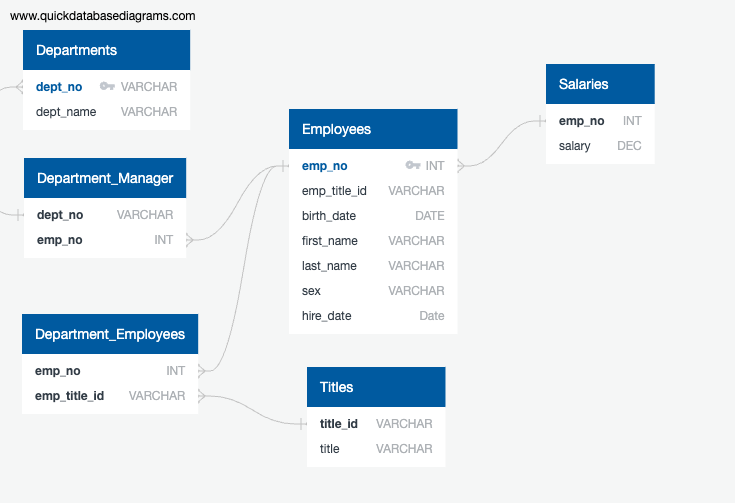 www.quickdatabasediagrams.com
Departments
dept_no VARCHAR
dept_name VARCHAR
Department_Manager
dept_no VARCHAR
emp_no INT
Department_Employees
emp_no INT
emp_title_id VARCHAR
Employees
emp_no INT
emp_title_id VARCHAR
birth_date DATE
first_name VARCHAR
last_name VARCHAR
sex VARCHAR
hire_date Date
Titles
title_id VARCHAR
title VARCHAR
Salaries
emp_no INT
salary DEC